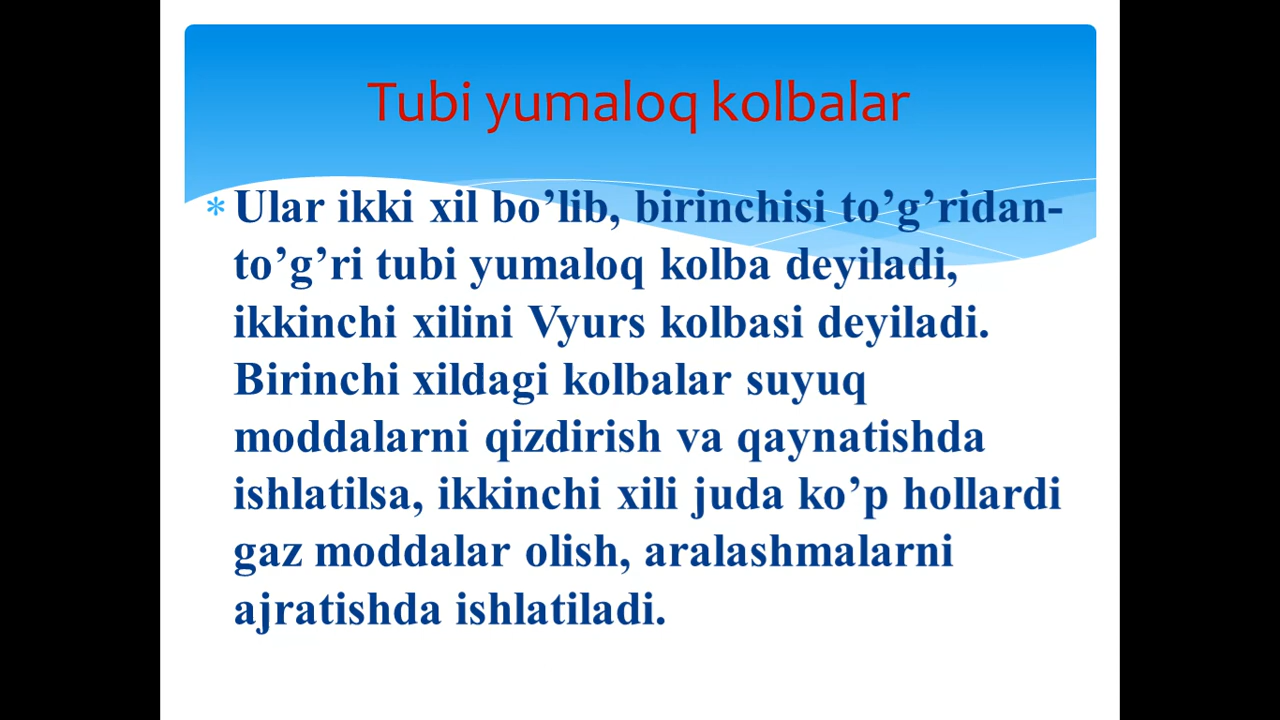 Tubi yumaloq kolbalar
* Ular ikki xil bo’lib, birinchisi to’g’ridan-
to’g’ri tubi yumaloq kolba deyiladi,
ikkinchi xilini Vyurs kolbasi deyiladi.
Birinchi xildagi kolbalar suyuq
moddalarni qizdirish va qaynatishda
ishlatilsa, ikkinchi xili juda ko’p hollardi
gaz moddalar olish, aralashmalarni
ajratishda ishlatiladi.